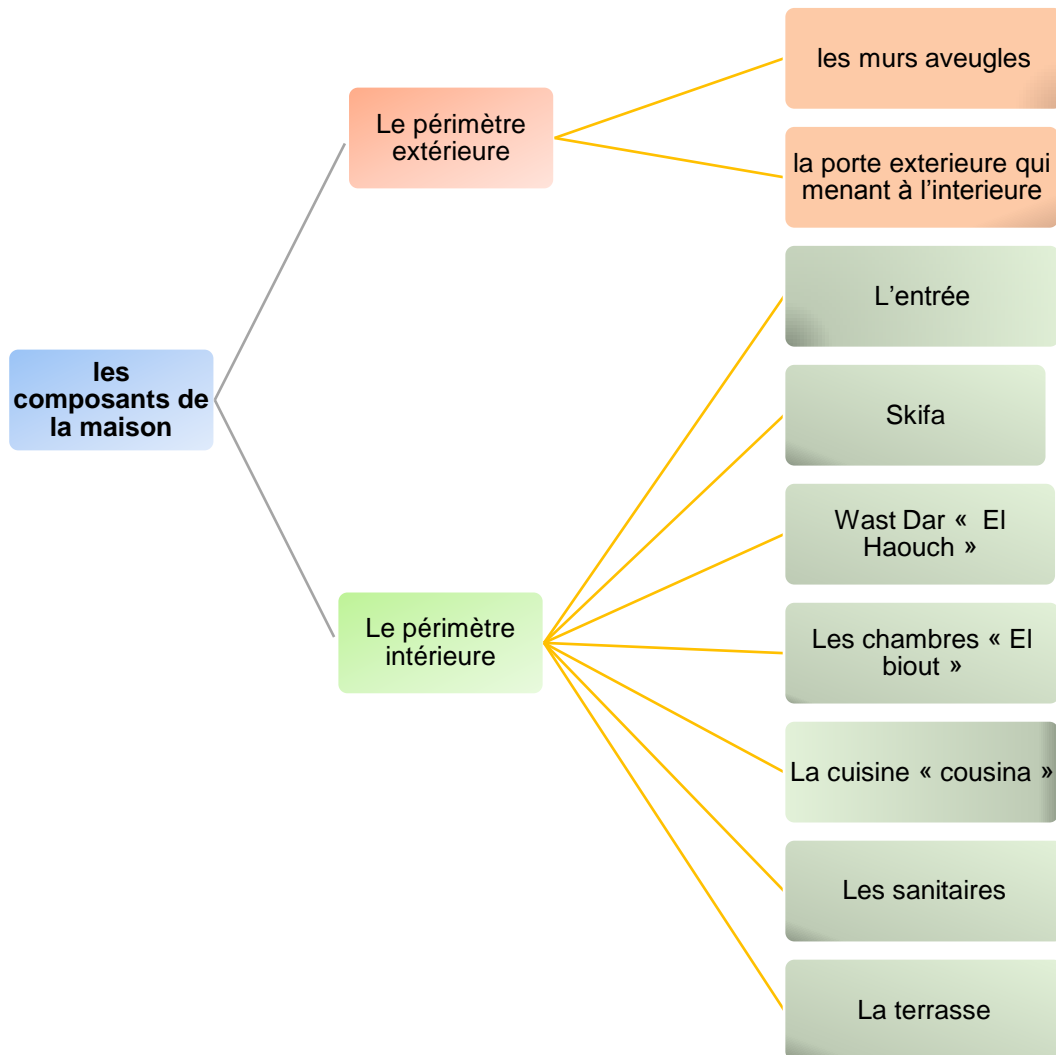 les murs aveugles
Le périmètre
extérieure
la porte exterieure qui
menant à l’interieure
L’entrée
les
composants de
la maison
Skifa
Wast Dar «  El
Haouch »
Le périmètre
intérieure
Les chambres « El
biout »
La cuisine « cousina »
Les sanitaires
La terrasse